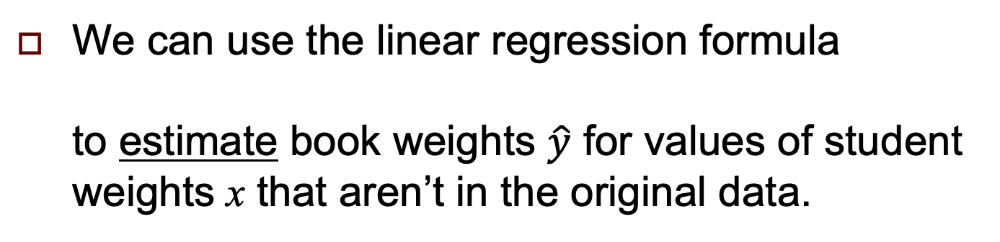 We can use the linear regression formula
to estimate book weights ŷ for values of student
weights x that aren’t in the original data.